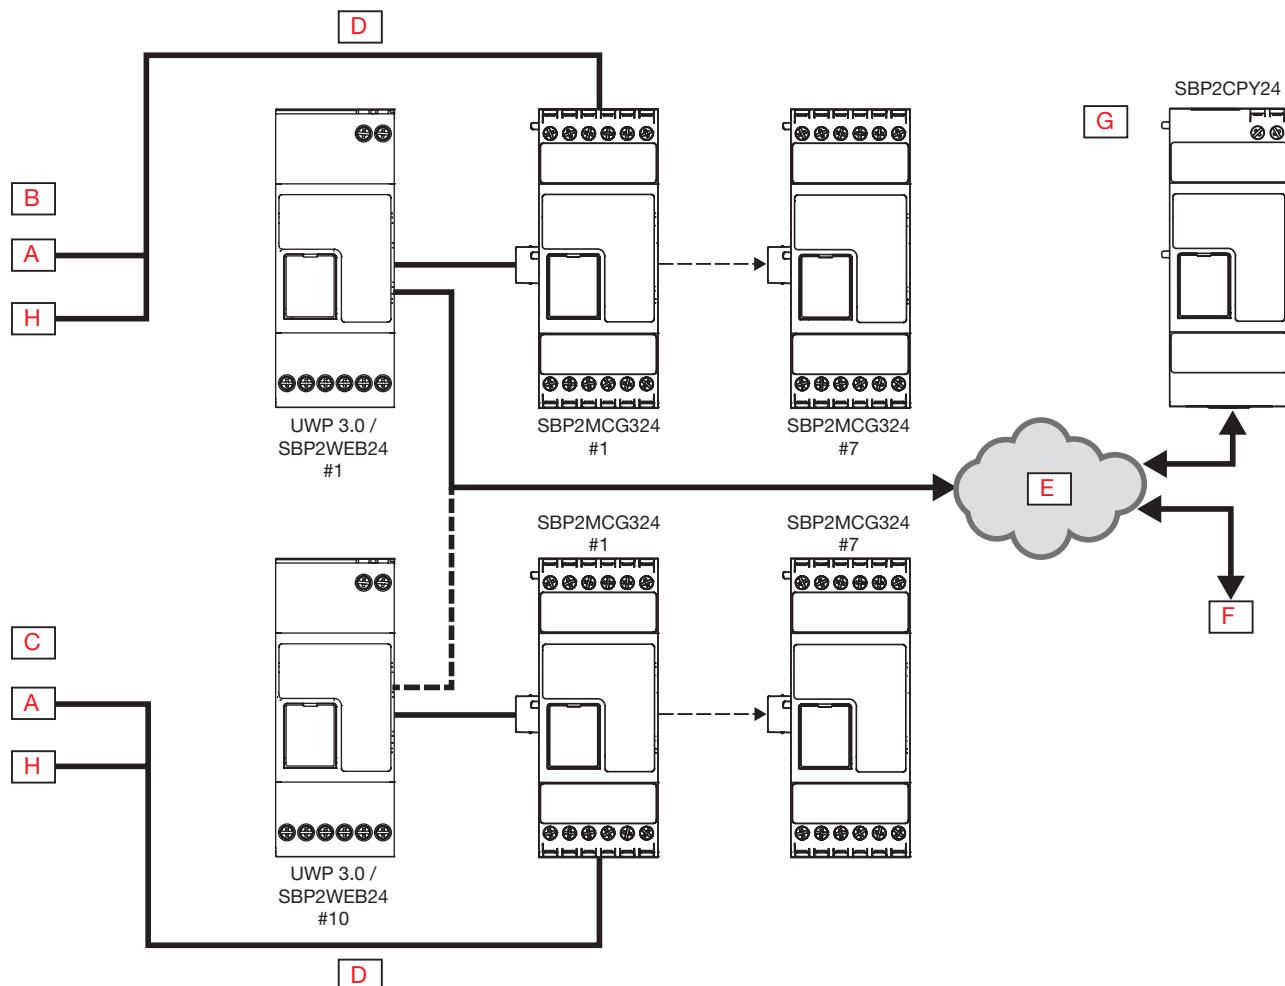 D
SBP2CPY24
G
B
A
H
UWP 3.0 /
SBP2WEB24
#1
SBP2MCG324
#1
SBP2MCG324
#7
E
SBP2MCG324
#1
SBP2MCG324
#7
F
C
A
H
UWP 3.0 /
SBP2WEB24
#10
D